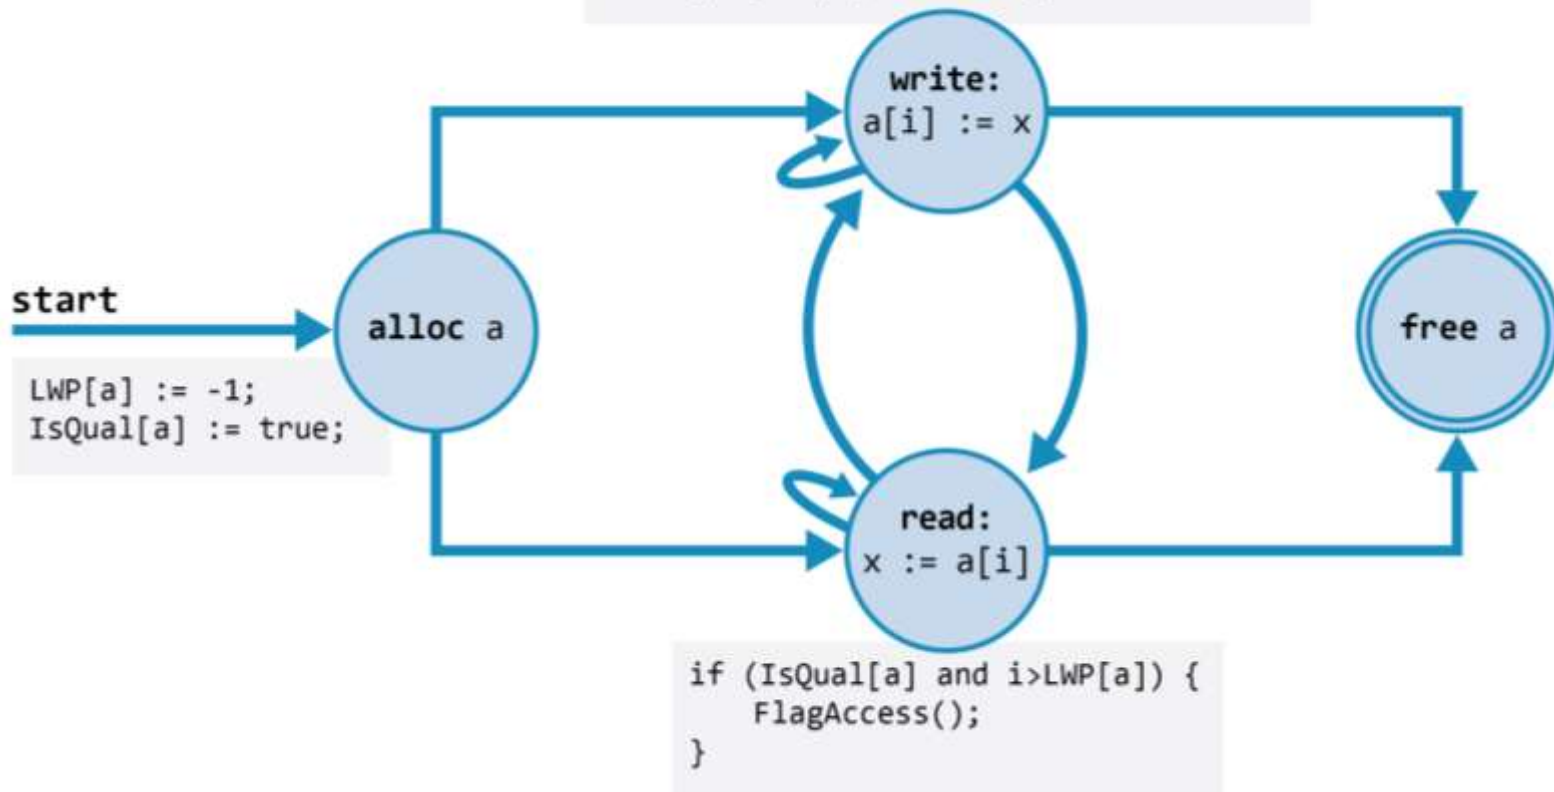 write:
a[i] := x
start
alloc a
free a
LWP[a] := -1;
IsQual[a] := true;
read:
x := a[i]
if (IsQual[a] and i>LWP[a]) {
FlagAccess();
}